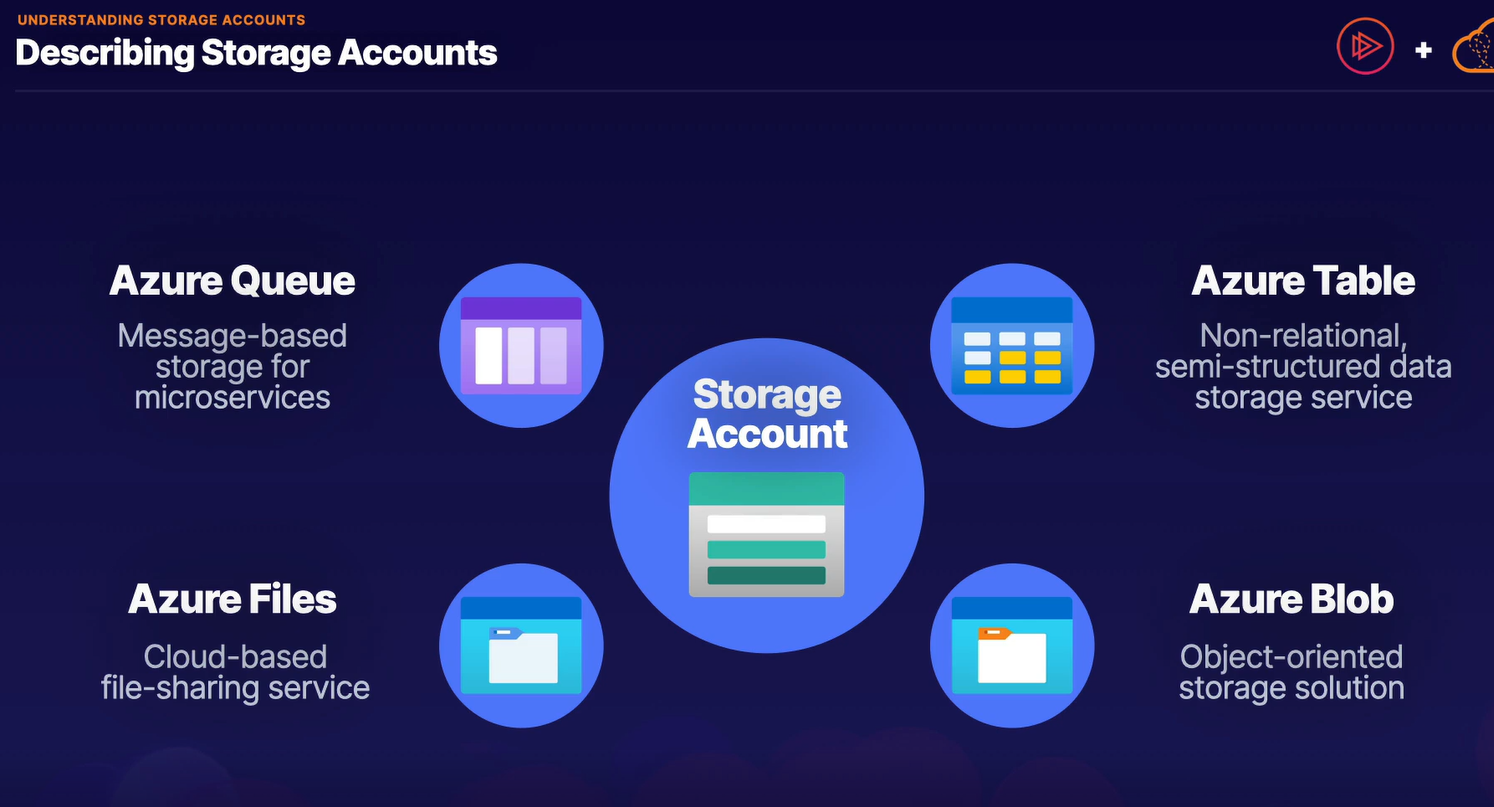 UNDERSTANDING STORAGE ACCOUNTS
Describing Storage Accounts
Azure Queue
Message-based
storage for
microservices
Azure Table
Non-relational,
semi-structured data
storage service
Storage
Account
Azure Files
Cloud-based
file-sharing service
Azure Blob
Object-oriented
storage solution